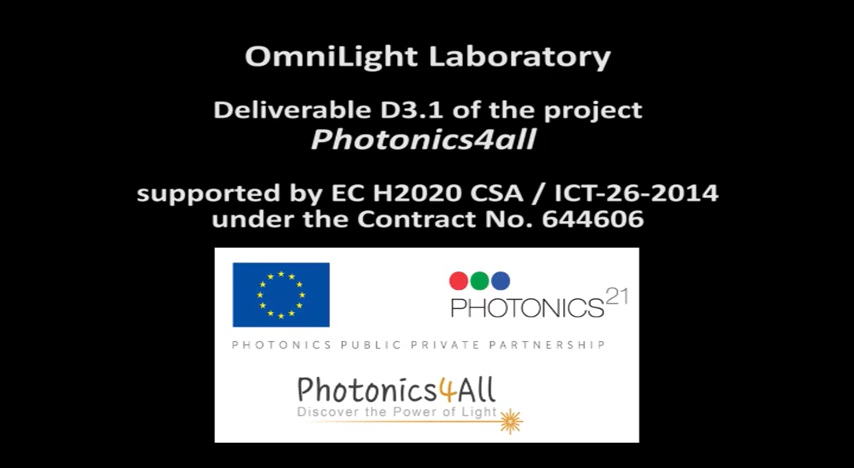 OmniLight Laboratory
Deliverable D3.1 of the project
Photonics4all
supported by EC H2020 CSA / ICT-26-2014
under the Contract No. 644606
PHOTONICS21
PHOTONICS PUBLIC PRIVATE PARTNERSHIP
Photonics4All
Discover the Power of Light